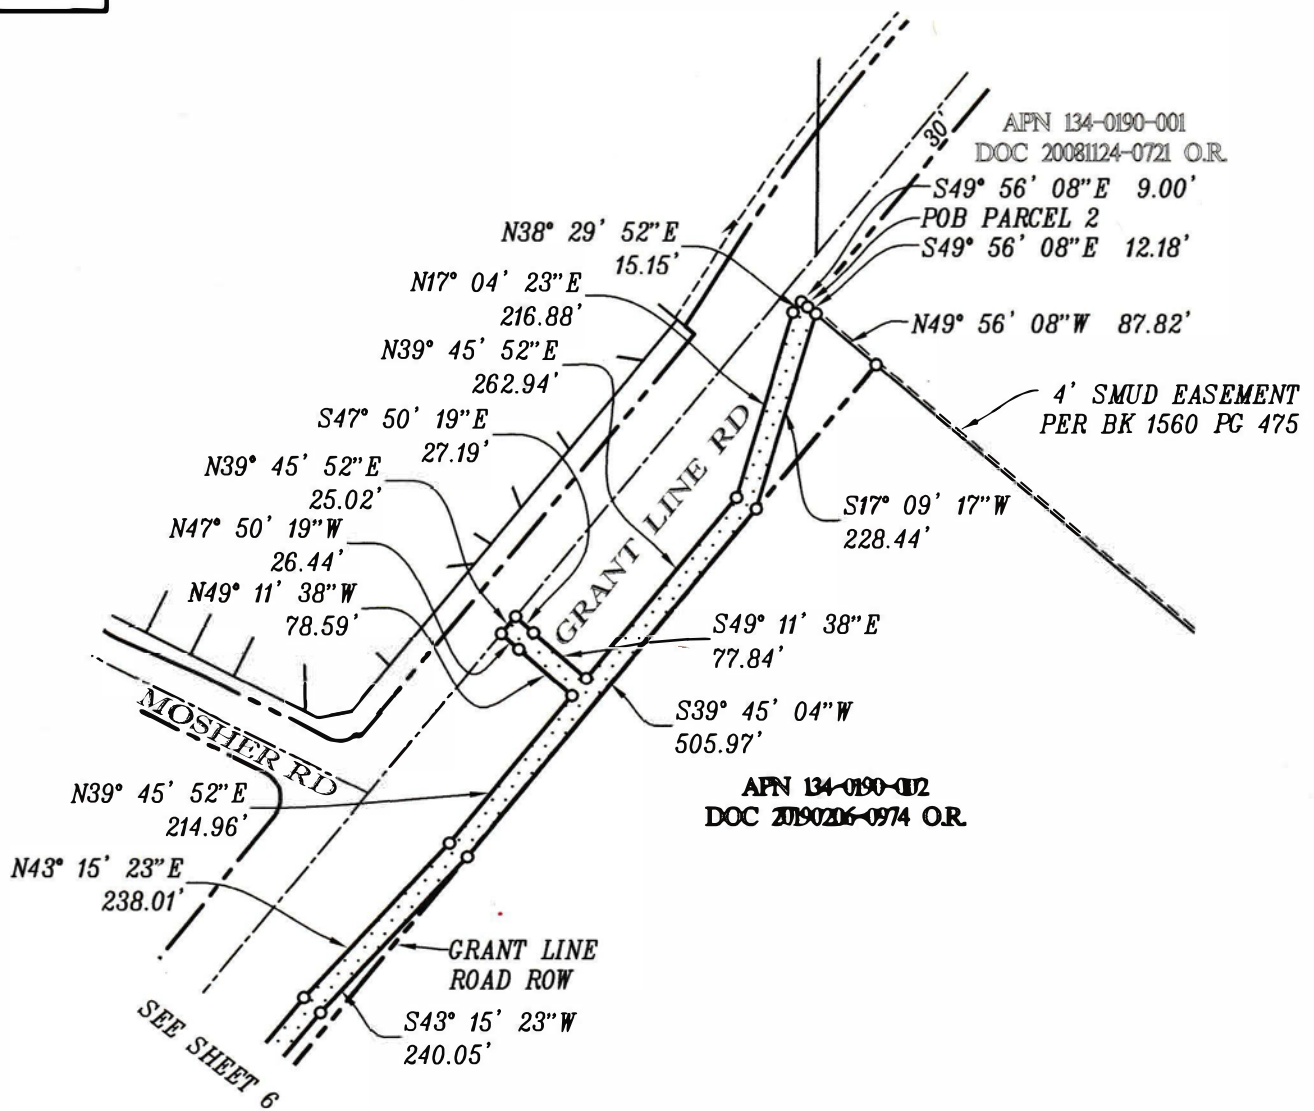 30'
APN 134-0190-001
DOC 20081124-0721 O.R.
S49° 56' 08"E 9.00'
POB PARCEL 2
S49° 56' 08"E 12.18'
N38° 29' 52"E
15.15'
N17° 04' 23"E
216.88'
N49° 56' 08"W 87.82'
N39° 45' 52"E
262.94'
4' SMUD EASEMENT
PER BK 1560 PG 475
S47° 50' 19"E
27.19'
GRANT LINE RD
N39° 45' 52"E
25.02'
S17° 09' 17"W
228.44'
N47° 50' 19"W
26.44'
N49° 11' 38"W
78.59'
S49° 11' 38"E
77.84'
MOSHER RD
S39° 45' 04"W
505.97'
APN 134-0190-002
DOC 20190206-0974 O.R.
N39° 45' 52"E
214.96'
N43° 15' 23"E
238.01'
GRANT LINE
ROAD ROW
S43° 15' 23"W
240.05'
SEE SHEET 6